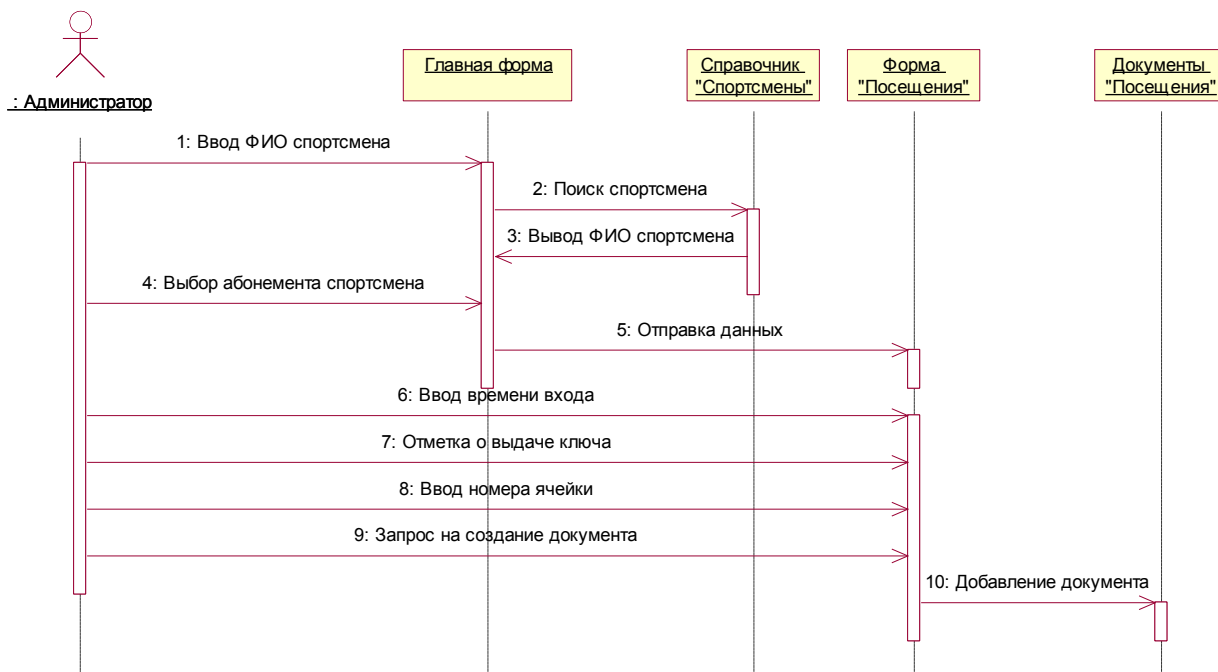 Главная форма
Справочник
"Спортсмены"
Форма
"Посещения"
Документы
"Посещения"
: Администратор
1: Ввод ФИО спортсмена
2: Поиск спортсмена
3: Вывод ФИО спортсмена
4: Выбор абонемента спортсмена
5: Отправка данных
6: Ввод времени входа
7: Отметка о выдаче ключа
8: Ввод номера ячейки
9: Запрос на создание документа
10: Добавление документа